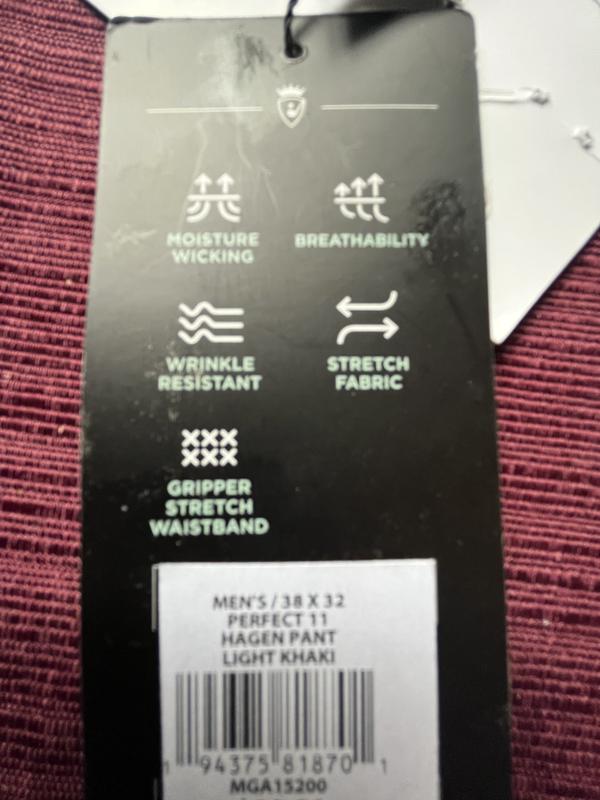 MOISTURE
WICKING
BREATHABILITY
WRINKLE
RESISTANT
STRETCH
FABRIC
GRIPPER
STRETCH
WAISTBAND
MEN'S / 38 X 32
PERFECT 11
HAGEN PANT
LIGHT KHAKI
1 94375 81870 1
MGA15200